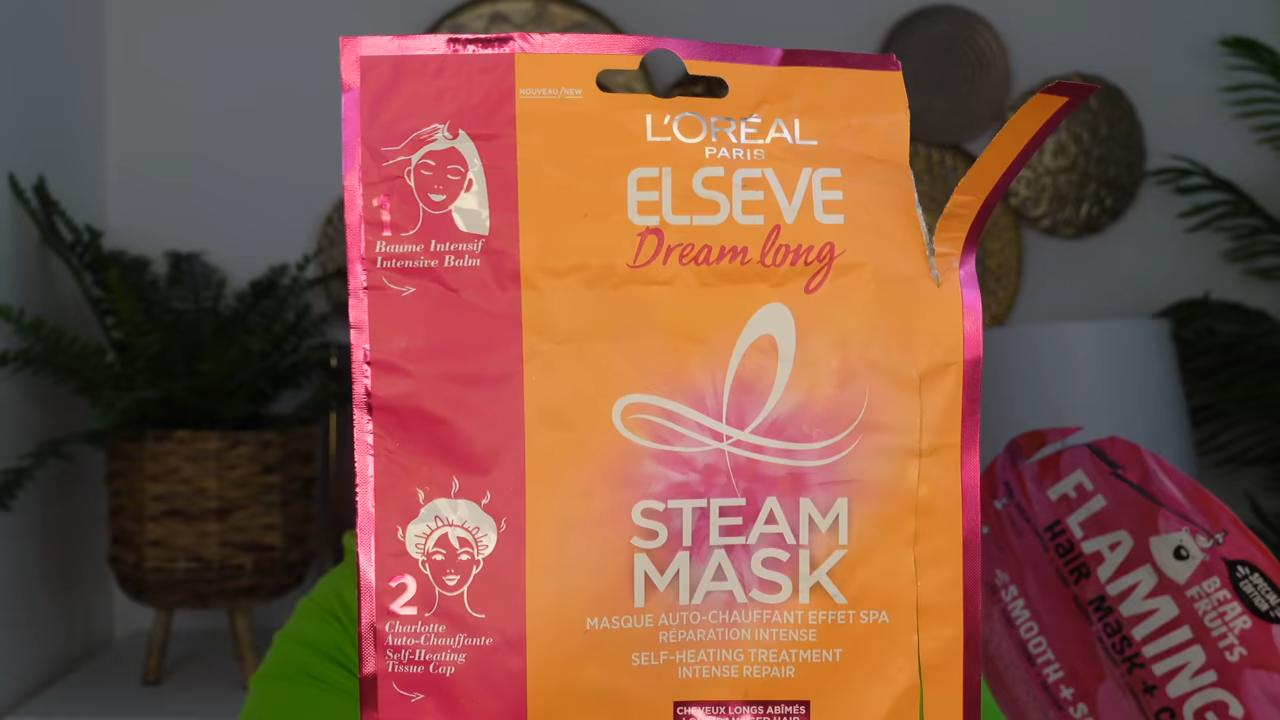 NOUVEAU/NEW
L'ORÉAL
PARIS
ELSEVE
Dream long
1
Baume Intensif
Intensive Balm
STEAM
MASK
MASQUE AUTO-CHAUFFANT EFFET SPA
RÉPARATION INTENSE
SELF-HEATING TREATMENT
INTENSE REPAIR
2
Charlotte
Auto-Chauffante
Self-Heating
Tissue Cap
CHEVEUX LONGS ABÎMÉS
BEAR
FRUITS
SPECIAL
EDITION
FLAMING
HAIR MASK +
SMOOTH +